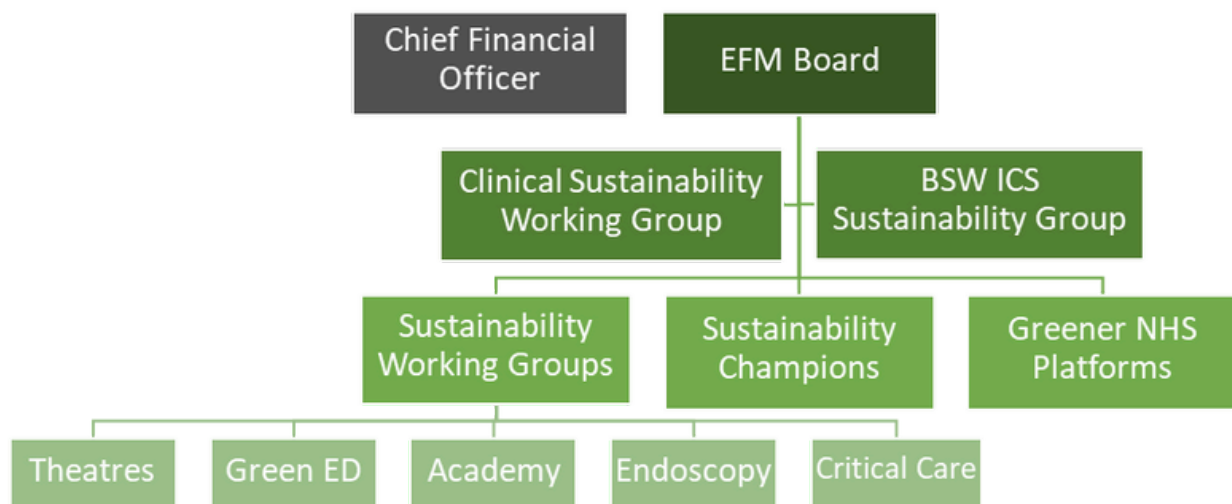 Chief Financial
Officer
EFM Board
Clinical Sustainability
Working Group
BSW ICS
Sustainability Group
Sustainability
Working Groups
Sustainability
Champions
Greener NHS
Platforms
Theatres
Green ED
Academy
Endoscopy
Critical Care